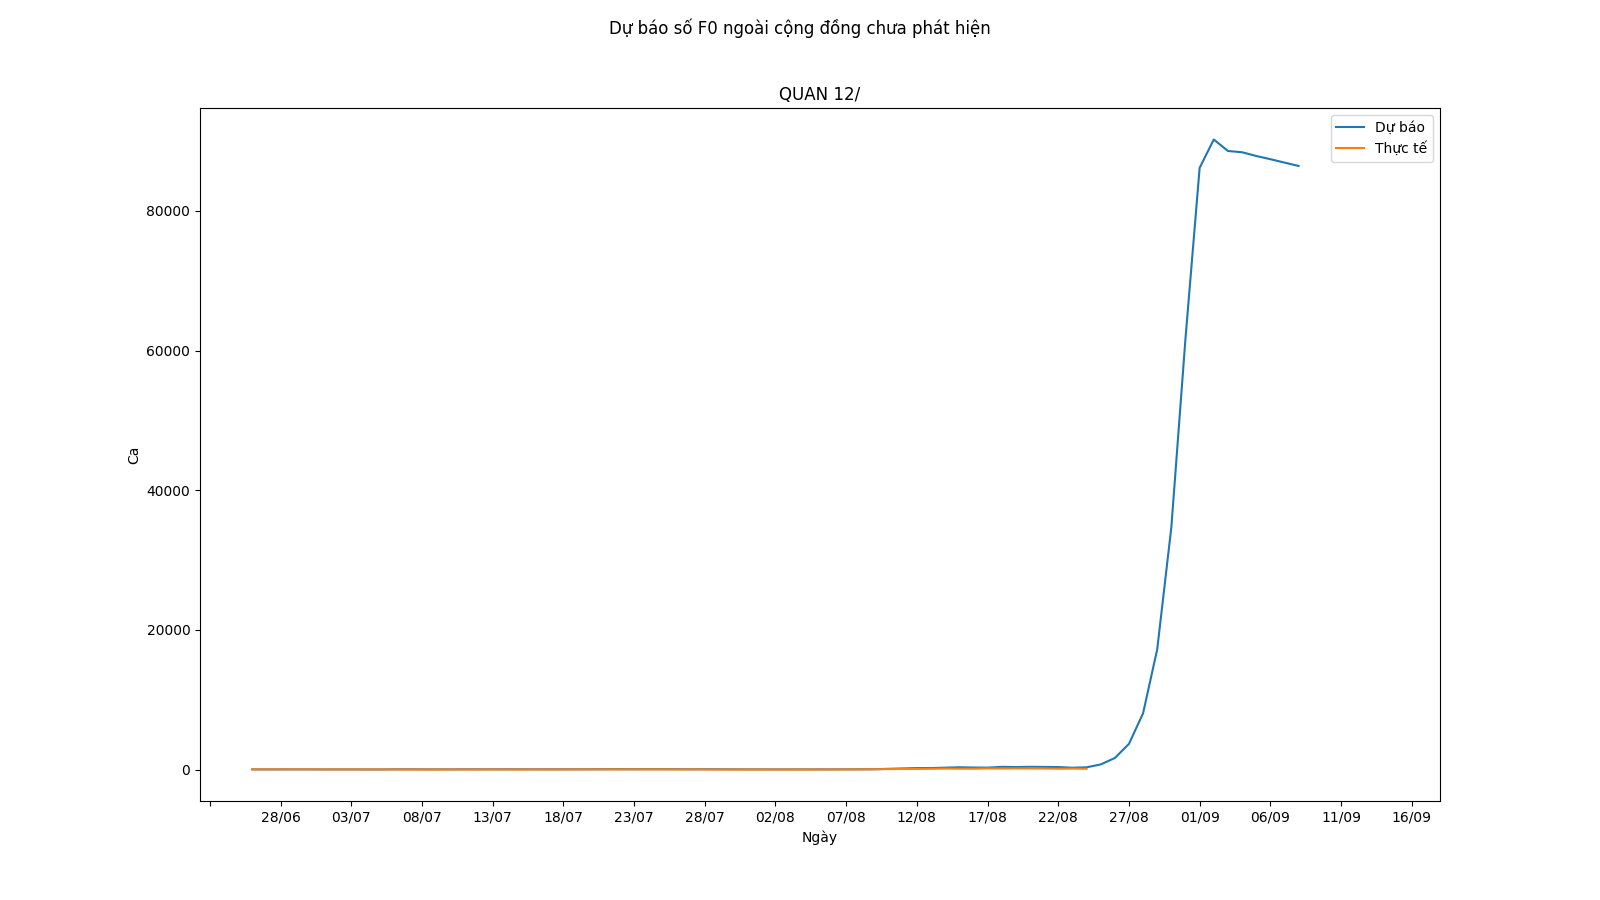 Dự báo số F0 ngoài cộng đồng chưa phát hiện
QUAN 12/
Dự báo
Thực tế
80000
60000
40000
20000
0
Ca
28/06 03/07 08/07 13/07 18/07 23/07 28/07 02/08 07/08 12/08 17/08 22/08 27/08 01/09 06/09 11/09 16/09
Ngày